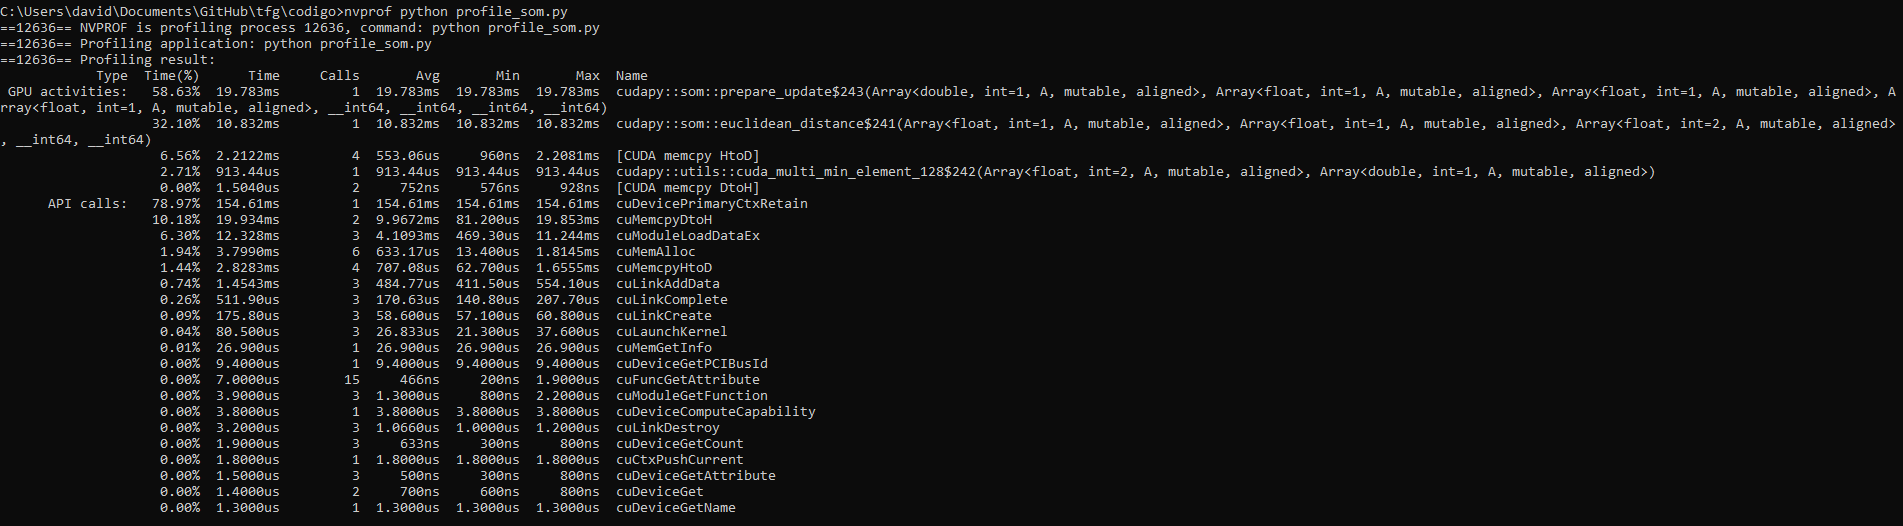 C:\Users\david\Documents\GitHub\tfg\codigo>nvprof python profile_som.py
==12636== NVPROF is profiling process 12636, command: python profile_som.py
==12636== Profiling application: python profile_som.py
==12636== Profiling result:
            Type  Time(%)      Time     Calls       Avg       Min       Max  Name
 GPU activities:   58.63%  19.783ms         1  19.783ms  19.783ms  19.783ms  cudapy::som::prepare_update$243(Array<double, int=1, A, mutable, aligned>, Array<float, int=1, A, mutable, aligned>, Array<float, int=1, A, mutable, aligned>, A
rray<float, int=1, A, mutable, aligned>, __int64, __int64, __int64, __int64)
                   32.10%  10.832ms         1  10.832ms  10.832ms  10.832ms  cudapy::som::euclidean_distance$241(Array<float, int=1, A, mutable, aligned>, Array<float, int=1, A, mutable, aligned>, Array<float, int=2, A, mutable, aligned>
, __int64, __int64)
                    6.56%  2.2122ms         4  553.06us     960ns  2.2081ms  [CUDA memcpy HtoD]
                    2.71%  913.44us         1  913.44us  913.44us  913.44us  cudapy::utils::cuda_multi_min_element_128$242(Array<float, int=2, A, mutable, aligned>, Array<double, int=1, A, mutable, aligned>)
                    0.00%  1.5040us         2     752ns     576ns     928ns  [CUDA memcpy DtoH]
      API calls:   78.97%  154.61ms         1  154.61ms  154.61ms  154.61ms  cuDevicePrimaryCtxRetain
                   10.18%  19.934ms         2  9.9672ms  81.200us  19.853ms  cuMemcpyDtoH
                    6.30%  12.328ms         3  4.1093ms  469.30us  11.244ms  cuModuleLoadDataEx
                    1.94%  3.7990ms         6  633.17us  13.400us  1.8145ms  cuMemAlloc
                    1.44%  2.8283ms         4  707.08us  62.700us  1.6555ms  cuMemcpyHtoD
                    0.74%  1.4543ms         3  484.77us  411.50us  554.10us  cuLinkAddData
                    0.26%  511.90us         3  170.63us  140.80us  207.70us  cuLinkComplete
                    0.09%  175.80us         3  58.600us  57.100us  60.800us  cuLinkCreate
                    0.04%  80.500us         3  26.833us  21.300us  37.600us  cuLaunchKernel
                    0.01%  26.900us         1  26.900us  26.900us  26.900us  cuMemGetInfo
                    0.00%  9.4000us         1  9.4000us  9.4000us  9.4000us  cuDeviceGetPCIBusId
                    0.00%  7.0000us        15     466ns     200ns  1.9000us  cuFuncGetAttribute
                    0.00%  3.9000us         3  1.3000us     800ns  2.2000us  cuModuleGetFunction
                    0.00%  3.8000us         1  3.8000us  3.8000us  3.8000us  cuDeviceComputeCapability
                    0.00%  3.2000us         3  1.0660us  1.0000us  1.2000us  cuLinkDestroy
                    0.00%  1.9000us         3     633ns     300ns     800ns  cuDeviceGetCount
                    0.00%  1.8000us         1  1.8000us  1.8000us  1.8000us  cuCtxPushCurrent
                    0.00%  1.5000us         3     500ns     300ns     800ns  cuDeviceGetAttribute
                    0.00%  1.4000us         2     700ns     600ns     800ns  cuDeviceGet
                    0.00%  1.3000us         1  1.3000us  1.3000us  1.3000us  cuDeviceGetName